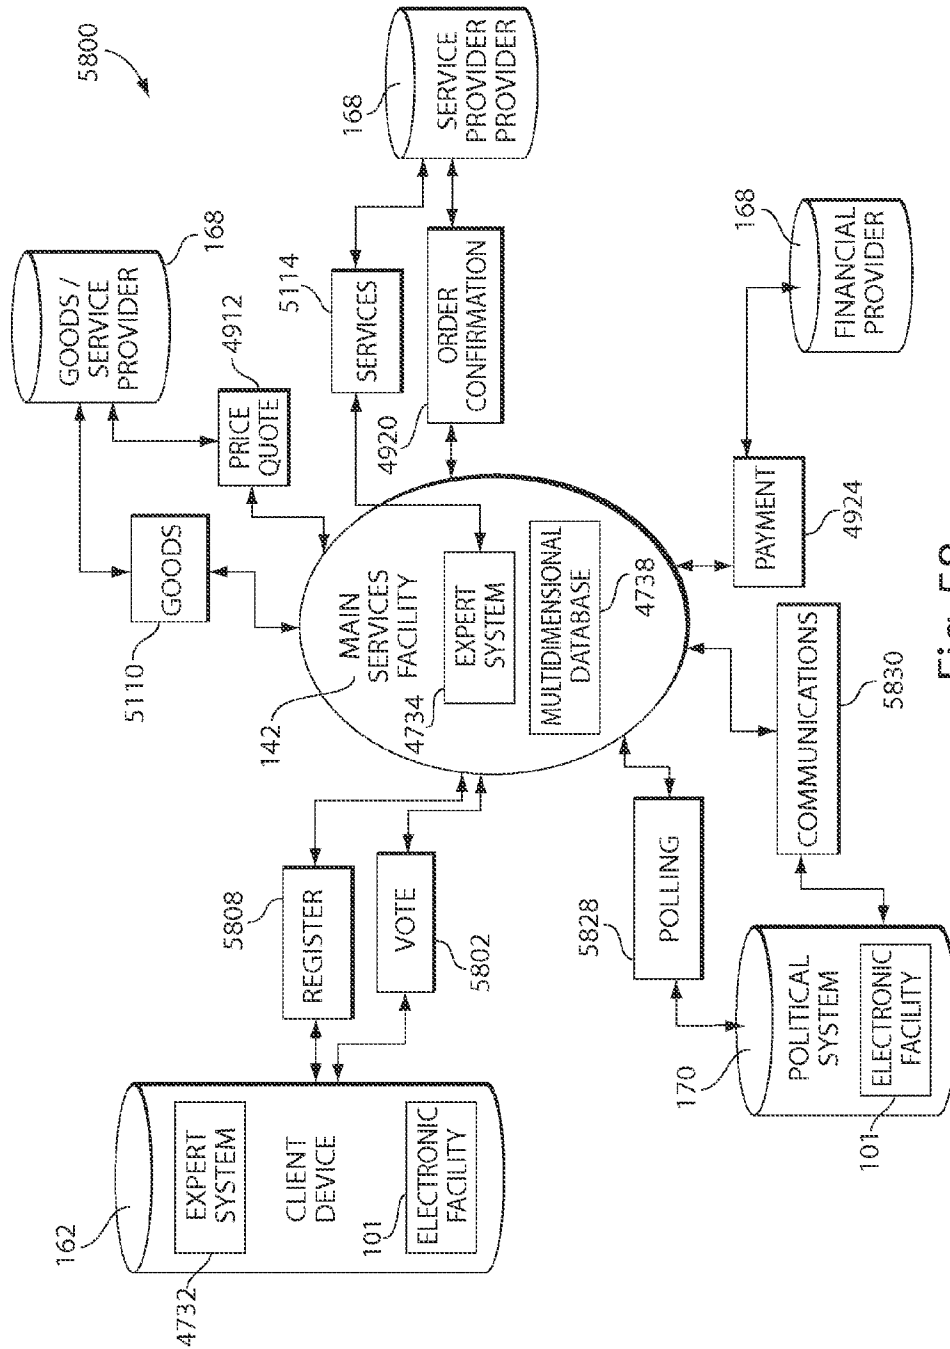 5800
162
4732
EXPERT
SYSTEM
CLIENT
DEVICE
101
ELECTRONIC
FACILITY
5808
REGISTER
VOTE
5802
142
MAIN
SERVICES
FACILITY
4734
EXPERT
SYSTEM
MULTIDIMENSIONAL
DATABASE
4738
5110
GOODS
GOODS /
SERVICE
PROVIDER
168
PRICE
QUOTE
4912
5114
SERVICES
4920
ORDER
CONFIRMATION
168
SERVICE
PROVIDER
PROVIDER
5828
POLLING
170
POLITICAL
SYSTEM
101
ELECTRONIC
FACILITY
COMMUNICATIONS
5830
PAYMENT
4924
168
FINANCIAL
PROVIDER